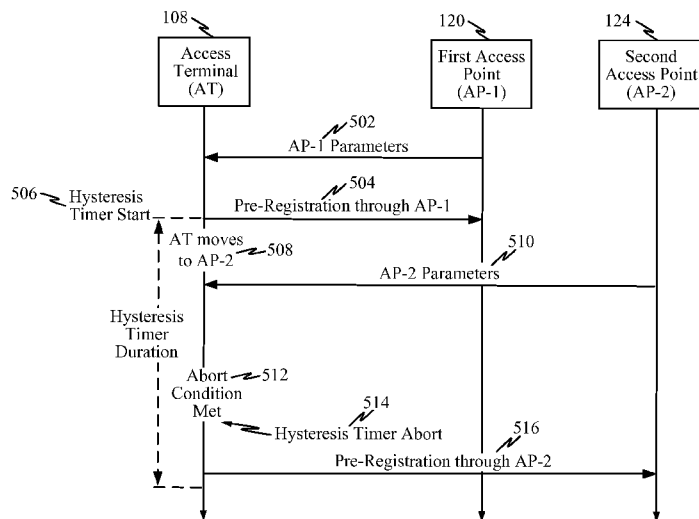 108
120
124
Access
Terminal
(AT)
First Access
Point
(AP-1)
Second
Access Point
(AP-2)
502
AP-1 Parameters
504
506
Hysteresis
Timer Start
Pre-Registration through AP-1
AT moves
to AP-2
508
510
AP-2 Parameters
Hysteresis
Timer
Duration
Abort
Condition
Met
512
514
Hysteresis Timer Abort
516
Pre-Registration through AP-2